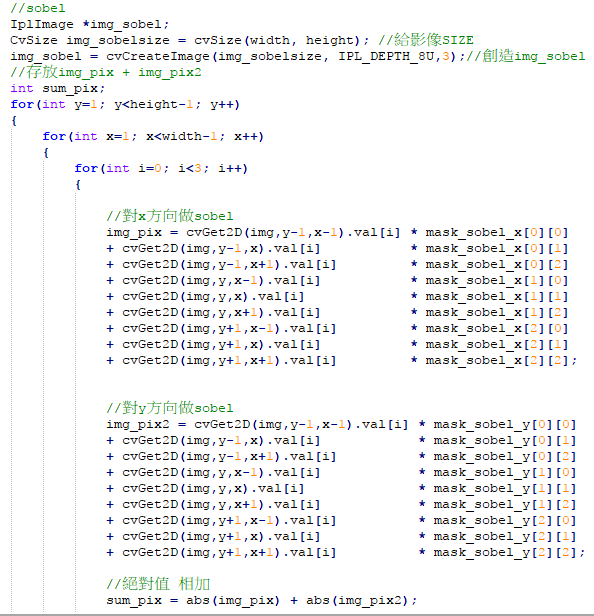 //sobel
IplImage *img_sobel;
CvSize img_sobelsize = cvSize(width, height); //給影像SIZE
img_sobel = cvCreateImage(img_sobelsize, IPL_DEPTH_8U,3);//創造img_sobel
//存放img_pix + img_pix2
int sum_pix;
for(int y=1; y<height-1; y++)
{
for(int x=1; x<width-1; x++)
{
for(int i=0; i<3; i++)
{
//對x方向做sobel
img_pix = cvGet2D(img,y-1,x-1).val[i] * mask_sobel_x[0][0]
+ cvGet2D(img,y-1,x).val[i] * mask_sobel_x[0][1]
+ cvGet2D(img,y-1,x+1).val[i] * mask_sobel_x[0][2]
+ cvGet2D(img,y,x-1).val[i] * mask_sobel_x[1][0]
+ cvGet2D(img,y,x).val[i] * mask_sobel_x[1][1]
+ cvGet2D(img,y,x+1).val[i] * mask_sobel_x[1][2]
+ cvGet2D(img,y+1,x-1).val[i] * mask_sobel_x[2][0]
+ cvGet2D(img,y+1,x).val[i] * mask_sobel_x[2][1]
+ cvGet2D(img,y+1,x+1).val[i] * mask_sobel_x[2][2];
//對y方向做sobel
img_pix2 = cvGet2D(img,y-1,x-1).val[i] * mask_sobel_y[0][0]
+ cvGet2D(img,y-1,x).val[i] * mask_sobel_y[0][1]
+ cvGet2D(img,y-1,x+1).val[i] * mask_sobel_y[0][2]
+ cvGet2D(img,y,x-1).val[i] * mask_sobel_y[1][0]
+ cvGet2D(img,y,x).val[i] * mask_sobel_y[1][1]
+ cvGet2D(img,y,x+1).val[i] * mask_sobel_y[1][2]
+ cvGet2D(img,y+1,x-1).val[i] * mask_sobel_y[2][0]
+ cvGet2D(img,y+1,x).val[i] * mask_sobel_y[2][1]
+ cvGet2D(img,y+1,x+1).val[i] * mask_sobel_y[2][2];
//絕對值 相加
sum_pix = abs(img_pix) + abs(img_pix2);